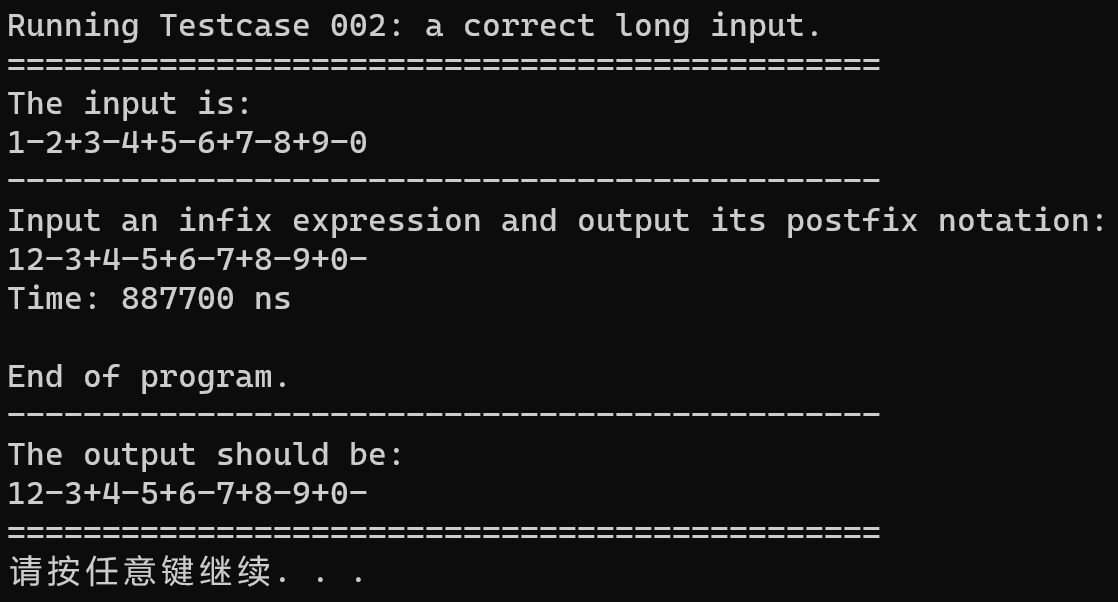 Running Testcase 002: a correct long input.
==============================================
The input is:
1-2+3-4+5-6+7-8+9-0
----------------------------------------------
Input an infix expression and output its postfix notation:
12-3+4-5+6-7+8-9+0-
Time: 887700 ns

End of program.
----------------------------------------------
The output should be:
12-3+4-5+6-7+8-9+0-
==============================================
请按任意键继续. . .